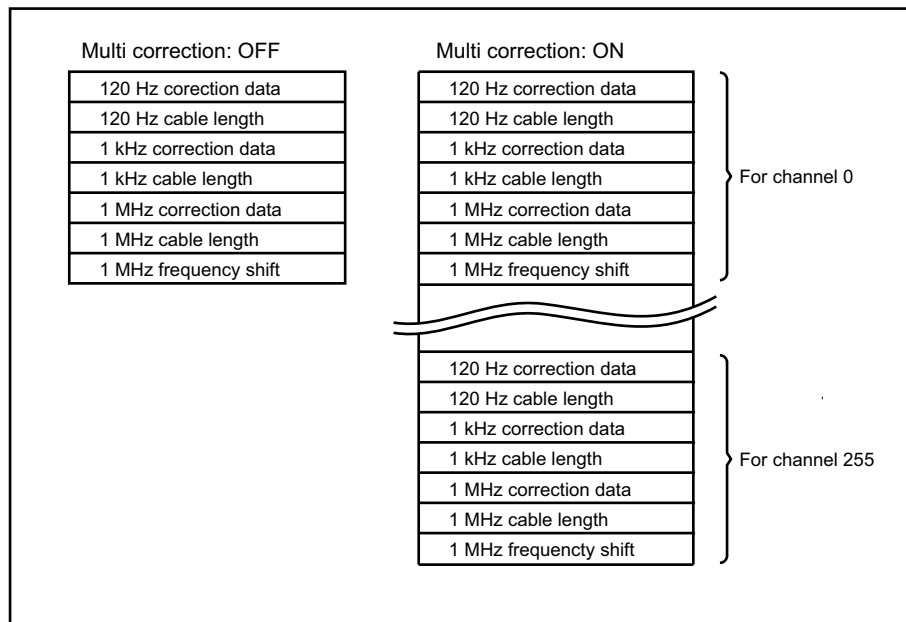 Multi correction: OFF
120 Hz corection data
120 Hz cable length
1 kHz correction data
1 kHz cable length
1 MHz correction data
1 MHz cable length
1 MHz frequency shift
Multi correction: ON
120 Hz correction data
120 Hz cable length
1 kHz correction data
1 kHz cable length
1 MHz correction data
1 MHz cable length
1 MHz frequency shift
For channel 0
120 Hz correction data
120 Hz cable length
1 kHz correction data
1 kHz cable length
1 MHz correction data
1 MHz cable length
1 MHz frequencty shift
For channel 255